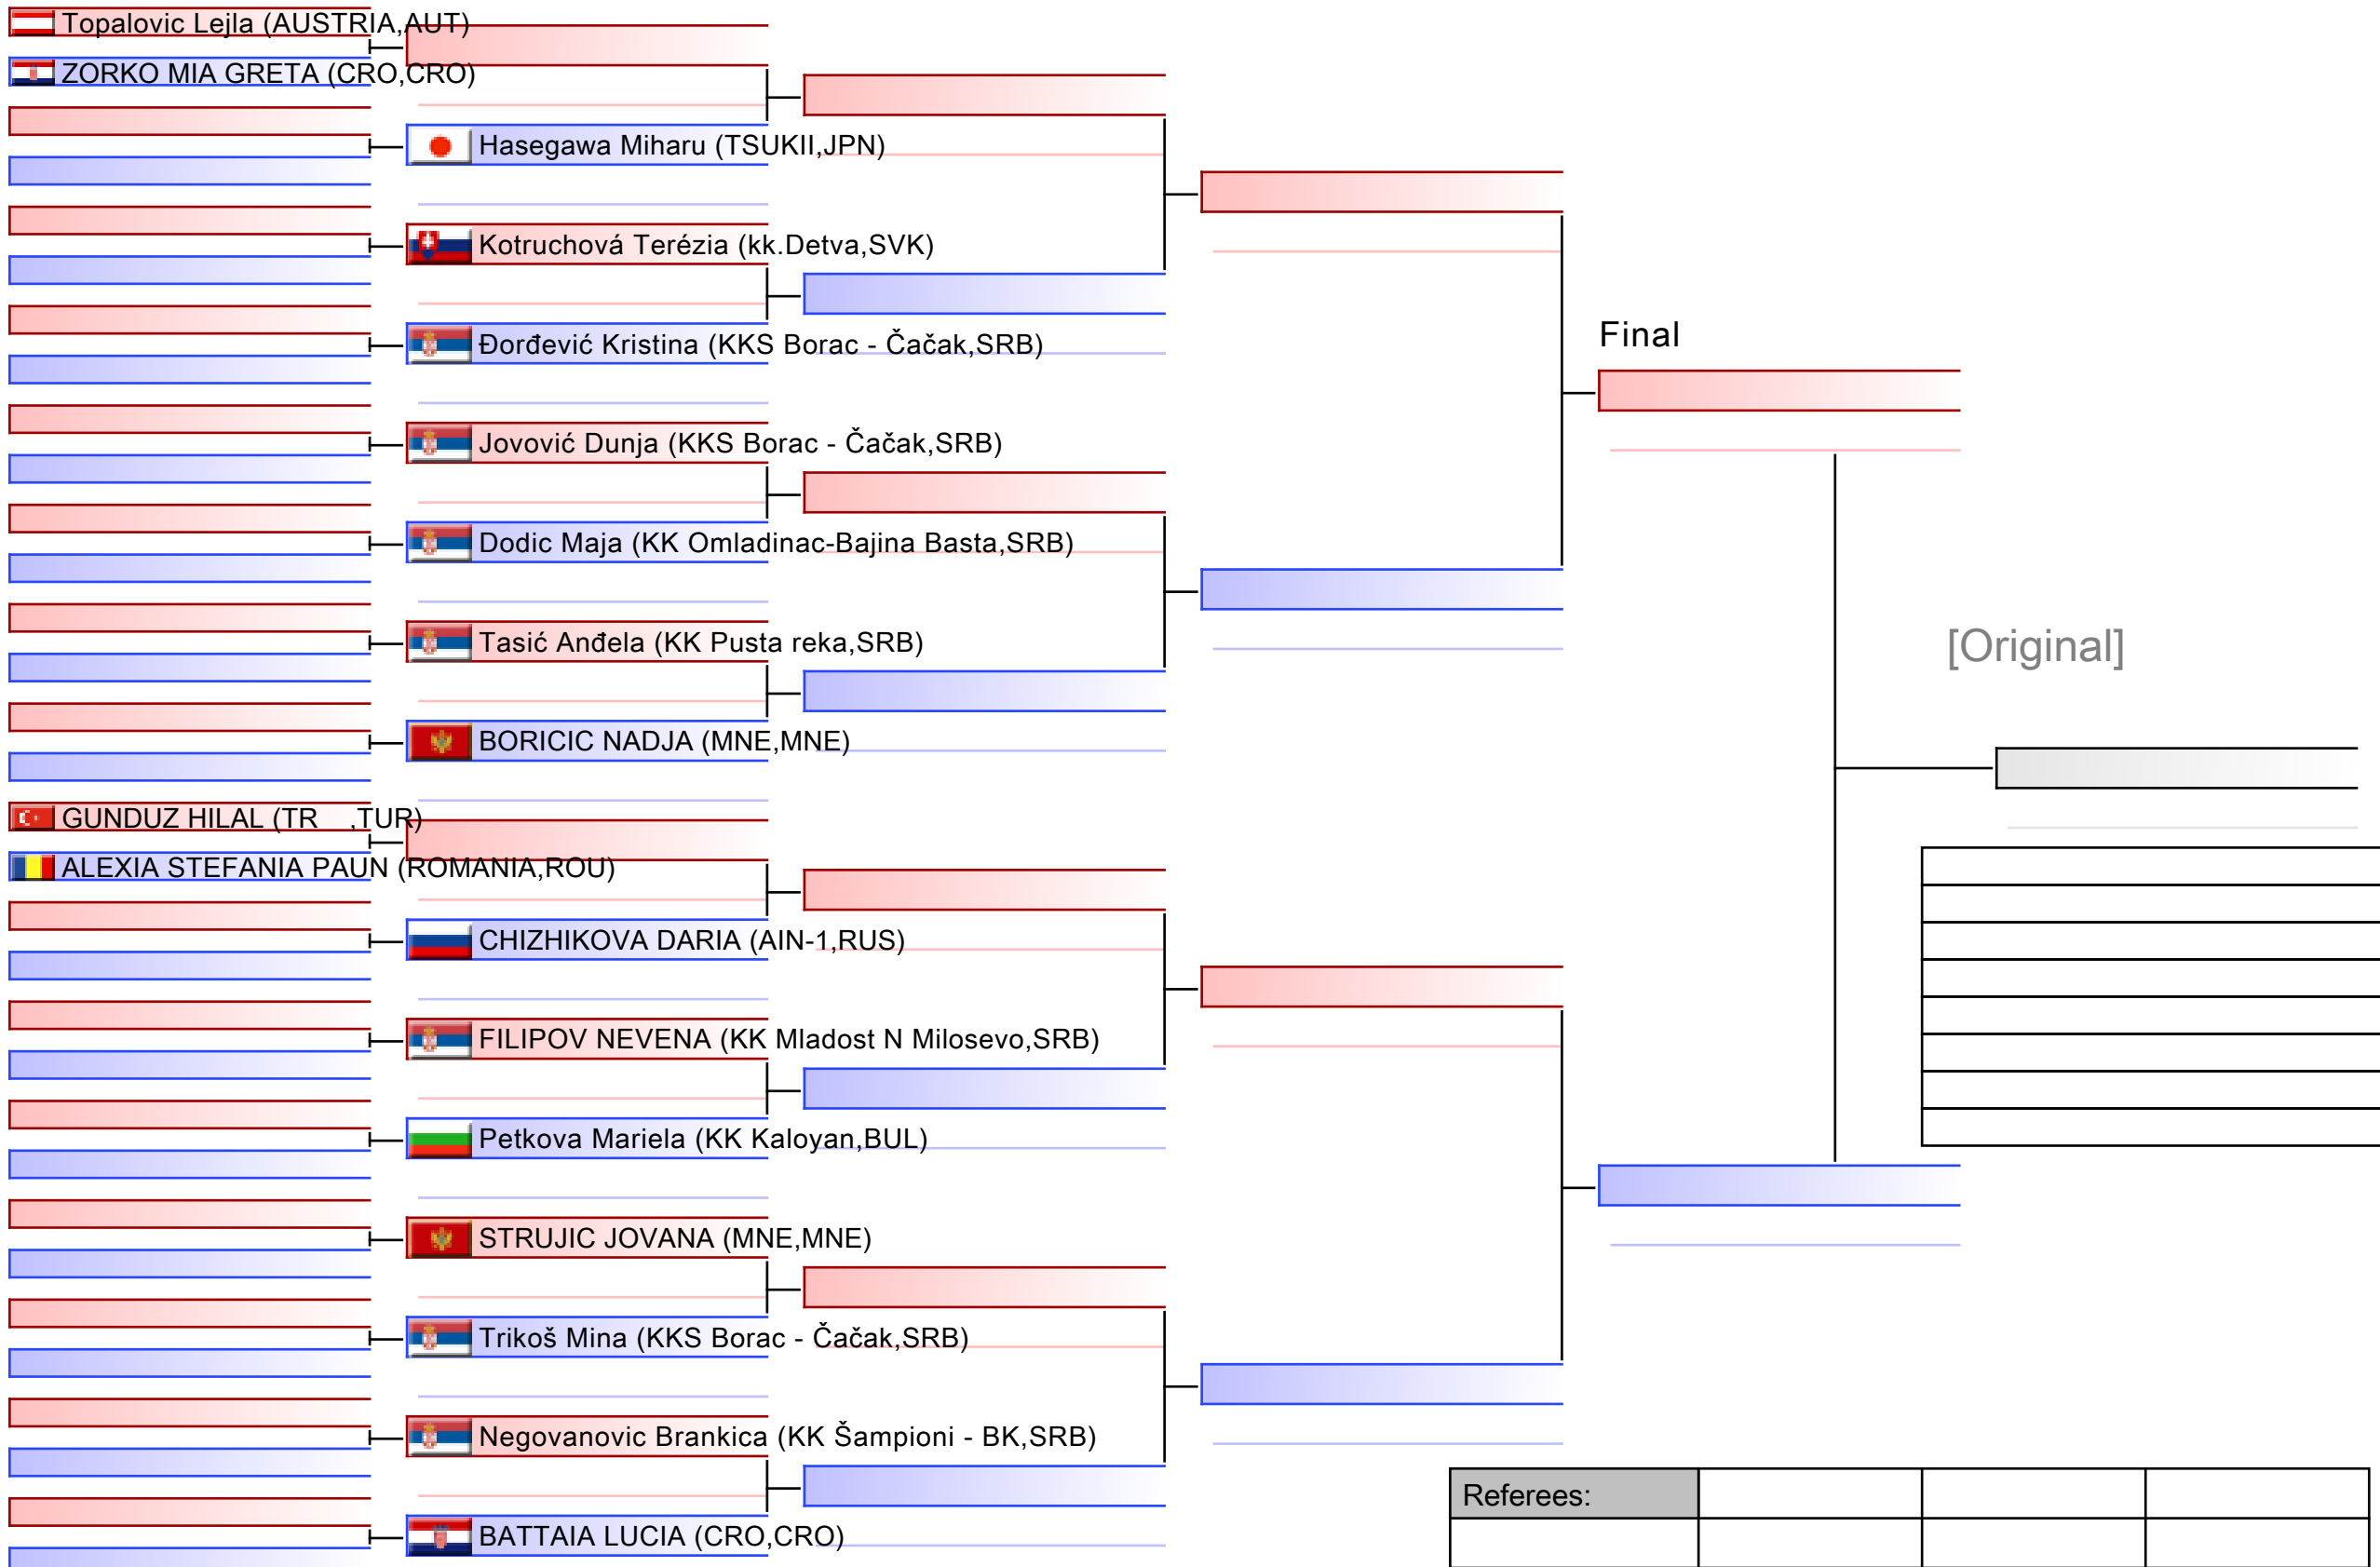 Topalovic Lejla (AUSTRIA,AUT)
ZORKO MIA GRETA (CRO,CRO)
Hasegawa Miharu (TSUKII,JPN)
Kotruchová Terézia (kk.Detva,SVK)
Đorđević Kristina (KKS Borac - Čačak,SRB)
Final
Jovović Dunja (KKS Borac - Čačak,SRB)
Dodic Maja (KK Omladinac-Bajina Basta,SRB)
Tasić Anđela (KK Pusta reka,SRB)
[Original]
BORICIC NADJA (MNE,MNE)
GUNDUZ HILAL (TR ,TUR)
ALEXIA STEFANIA PAUN (ROMANIA,ROU)
CHIZHIKOVA DARIA (AIN-1,RUS)
FILIPOV NEVENA (KK Mladost N Milosevo,SRB)
Petkova Mariela (KK Kaloyan,BUL)
STRUJIC JOVANA (MNE,MNE)
Trikoš Mina (KKS Borac - Čačak,SRB)
Negovanovic Brankica (KK Šampioni - BK,SRB)
Referees:
BATTAIA LUCIA (CRO,CRO)